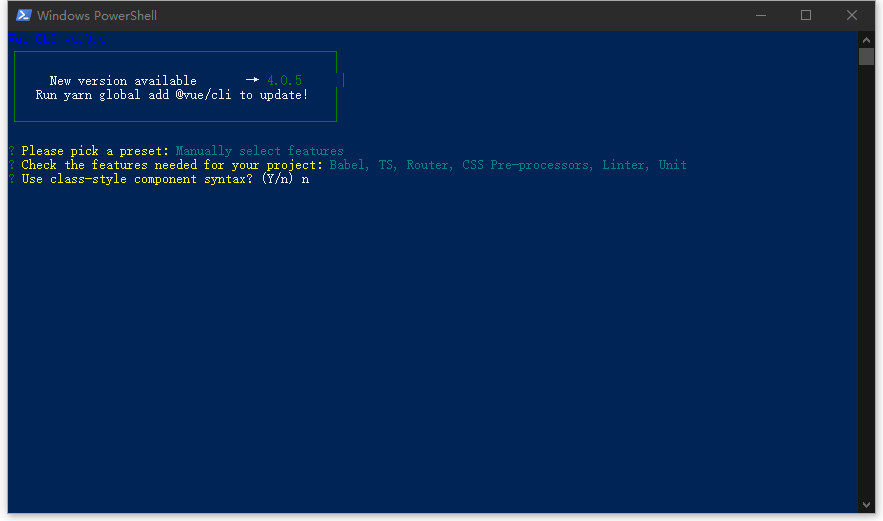 Windows PowerShell
Vue CLI
New version available → 4.0.5
Run yarn global add @vue/cli to update!
? Please pick a preset: Manually select features
? Check the features needed for your project: Babel, TS, Router, CSS Pre-processors, Linter, Unit
? Use class-style component syntax? (Y/n) n